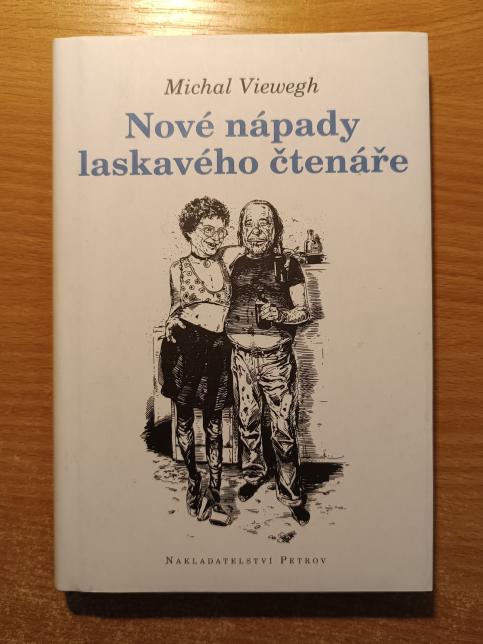 Michal Viewegh
Nové nápady
laskavého čtenáře
Nakladatelství Petrov